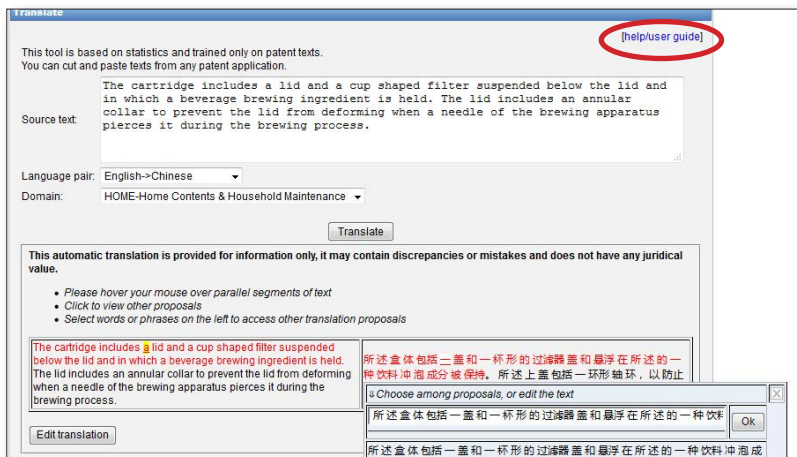 Translate
[help/user guide]
This tool is based on statistics and trained only on patent texts.
You can cut and paste texts from any patent application.
Source text:
The cartridge includes a lid and a cup shaped filter suspended below the lid and
in which a beverage brewing ingredient is held. The lid includes an annular
collar to prevent the lid from deforming when a needle of the brewing apparatus
pierces it during the brewing process.
Language pair: English->Chinese
Domain: HOME-Home Contents & Household Maintenance
Translate
This automatic translation is provided for information only, it may contain discrepancies or mistakes and does not have any juridical
value.
• Please hover your mouse over parallel segments of text
• Click to view other proposals
• Select words or phrases on the left to access other translation proposals
The cartridge includes a lid and a cup shaped filter suspended
below the lid and in which a beverage brewing ingredient is held.
The lid includes an annular collar to prevent the lid from deforming
when a needle of the brewing apparatus pierces it during the
brewing process.
所述盒体包括一盖和一杯形的过滤器盖和悬浮在所述的一
种饮料冲泡成分被保持。所述上盖包括一环形轴环，以防止
⇓Choose among proposals, or edit the text
所述盒体包括一盖和一杯形的过滤器盖和悬浮在所述的一种饮料
Ok
所述盒体包括一盖和一杯形的过滤器盖和悬浮在所述的一种饮料冲泡成
Edit translation